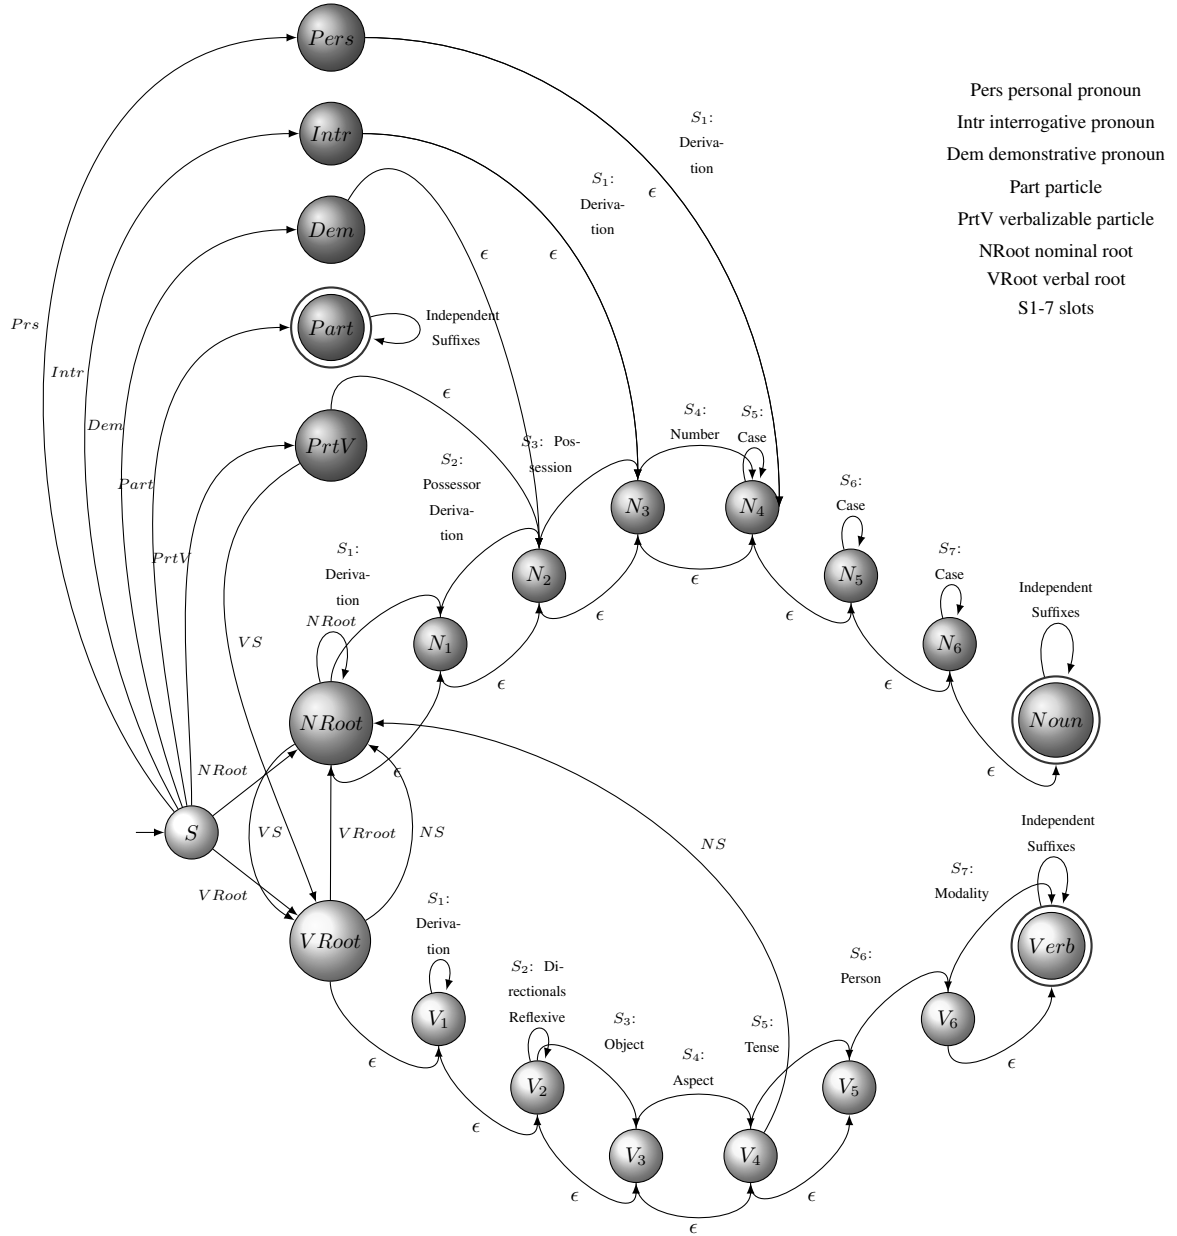 Pers
Pers personal pronoun
Intr interrogative pronoun
Dem demonstrative pronoun
Part particle
PrtV verbalizable particle
NRoot nominal root
VRoot verbal root
S1-7 slots
S₁:
Deriva-
tion
ϵ
Intr
S₁:
Deriva-
tion
ϵ
Dem
ϵ
Prs
Part
Independent
Suffixes
Intr
ϵ
Dem
PrtV
S₃: Pos-
session
S₄:
Number
S₅:
Case
S₂:
Possessor
Deriva-
tion
Part
N₃
N₄
S₆:
Case
PrtV
S₁:
Deriva-
tion
N₂
N₅
S₇:
Case
ϵ
ϵ
ϵ
Independent
Suffixes
NRoot
VS
N₁
N₆
ϵ
ϵ
NRoot
Noun
NRoot
ϵ
ϵ
S
VS
VRroot
NS
NS
Independent
Suffixes
VRoot
S₇:
Modality
S₁:
Deriva-
tion
VRoot
Verb
S₂: Di-
rectionals
Reflexive
S₆:
Person
V₁
S₃:
Object
S₅:
Tense
V₆
S₄:
Aspect
ϵ
ϵ
V₂
V₅
ϵ
V₃
V₄
ϵ
ϵ
ϵ